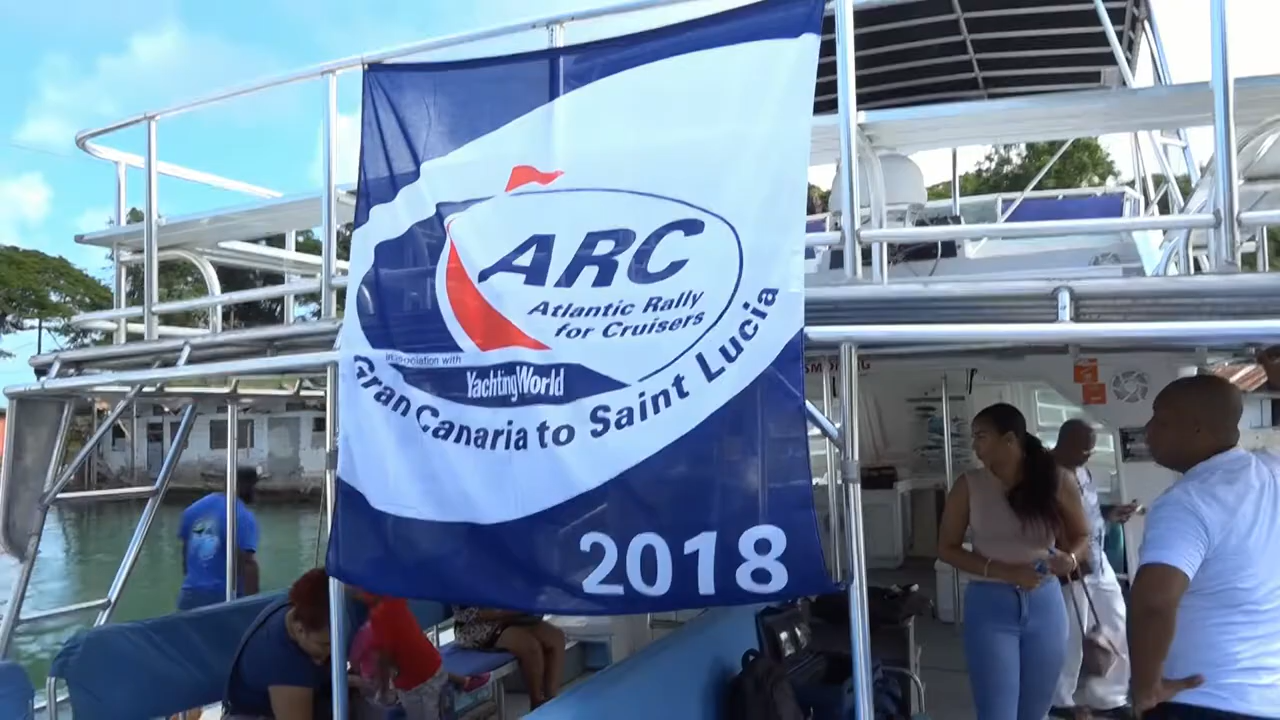 ARC
Atlantic Rally
for Cruisers
in association with
YachtingWorld
Gran Canaria to Saint Lucia
2018